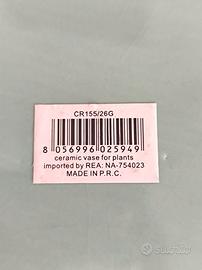 CR155/26G
8 056996 025949
ceramic vase for plants
imported by REA: NA-754023
MADE IN P.R.C.